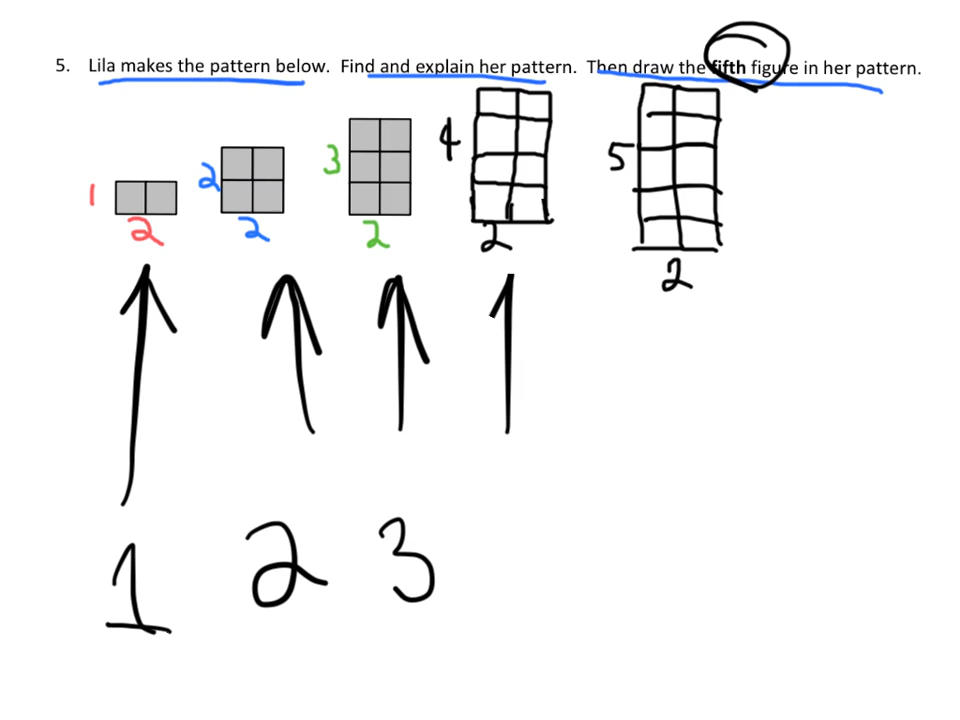 5. Lila makes the pattern below. Find and explain her pattern. Then draw the fifth figure in her pattern.
1 2 3 4 5
2 2 2 2 2
1 2 3